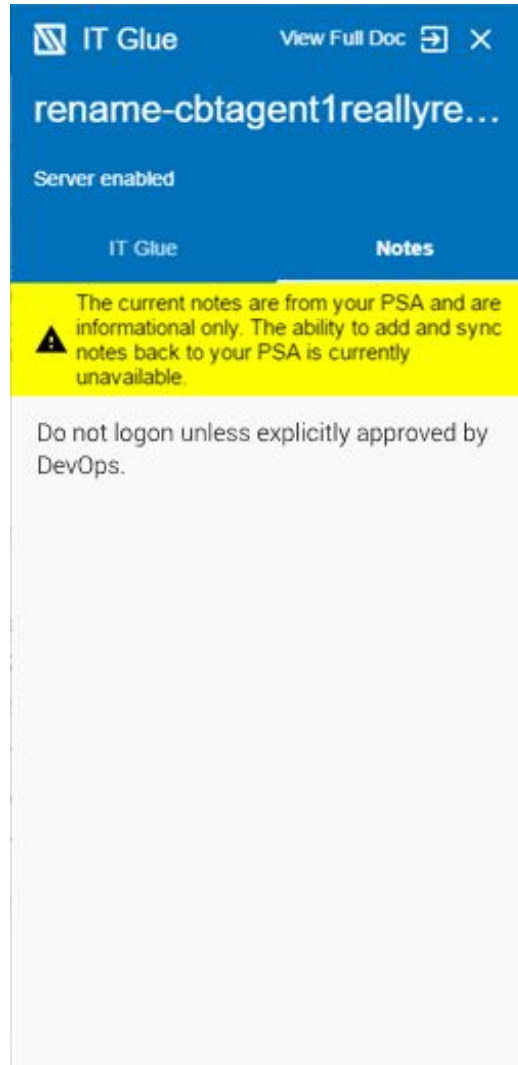 IT Glue View Full Doc
rename-cbtagent1reallyre...
Server enabled
IT Glue Notes
The current notes are from your PSA and are
informational only. The ability to add and sync
notes back to your PSA is currently
unavailable.
Do not logon unless explicitly approved by
DevOps.